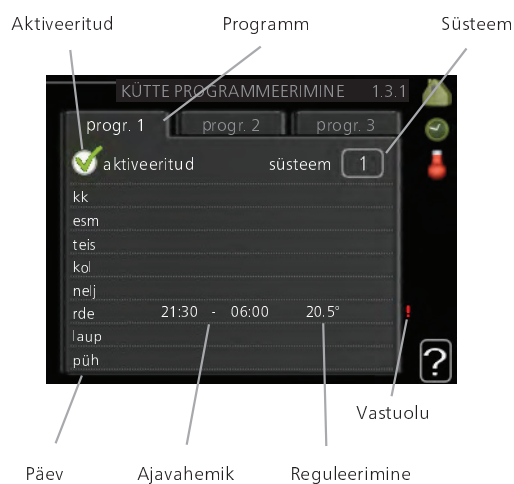 Aktiveeritud Programm Süsteem
KÜTTE PROGRAMMEERIMINE 1.3.1
progr. 1 progr. 2 progr. 3
aktiveeritud süsteem 1
kk
esm
teis
kol
nelj
rde 21:30 - 06:00 20.5° !
laup
püh
?
Vastuolu
Päev Ajavahemik Reguleerimine